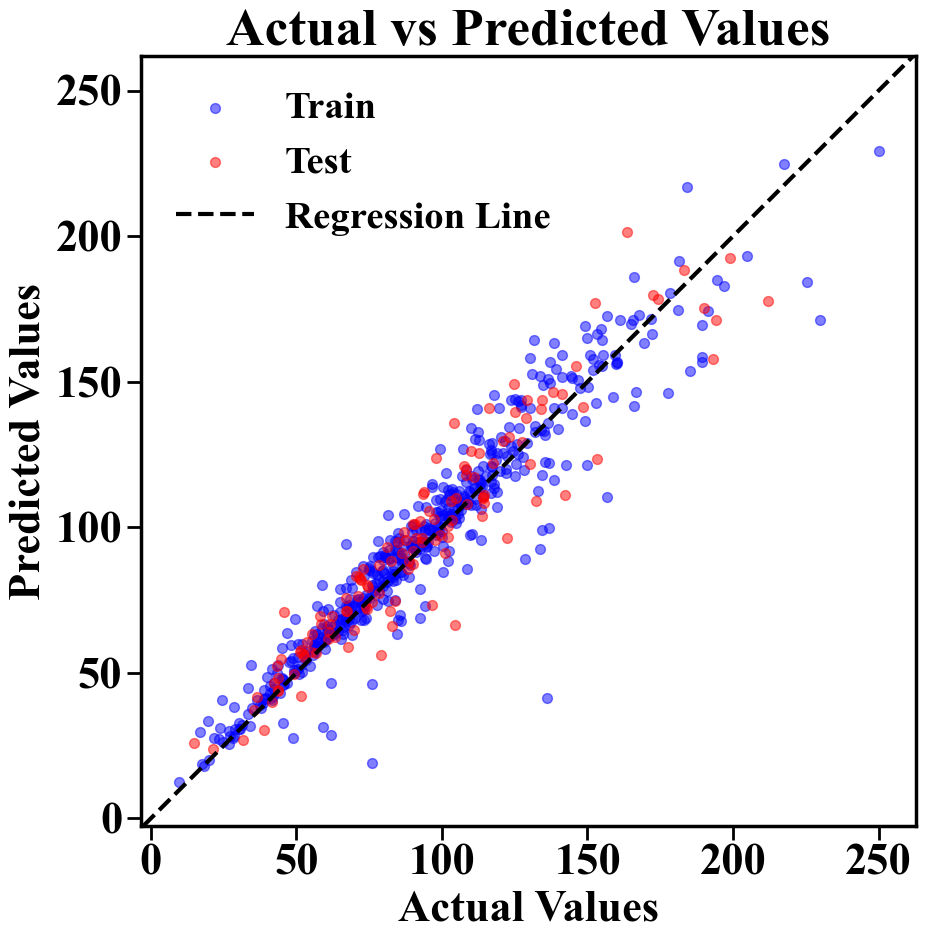 Actual vs Predicted Values
Train
Test
Regression Line
Predicted Values
250
200
150
100
50
0
0 50 100 150 200 250
Actual Values